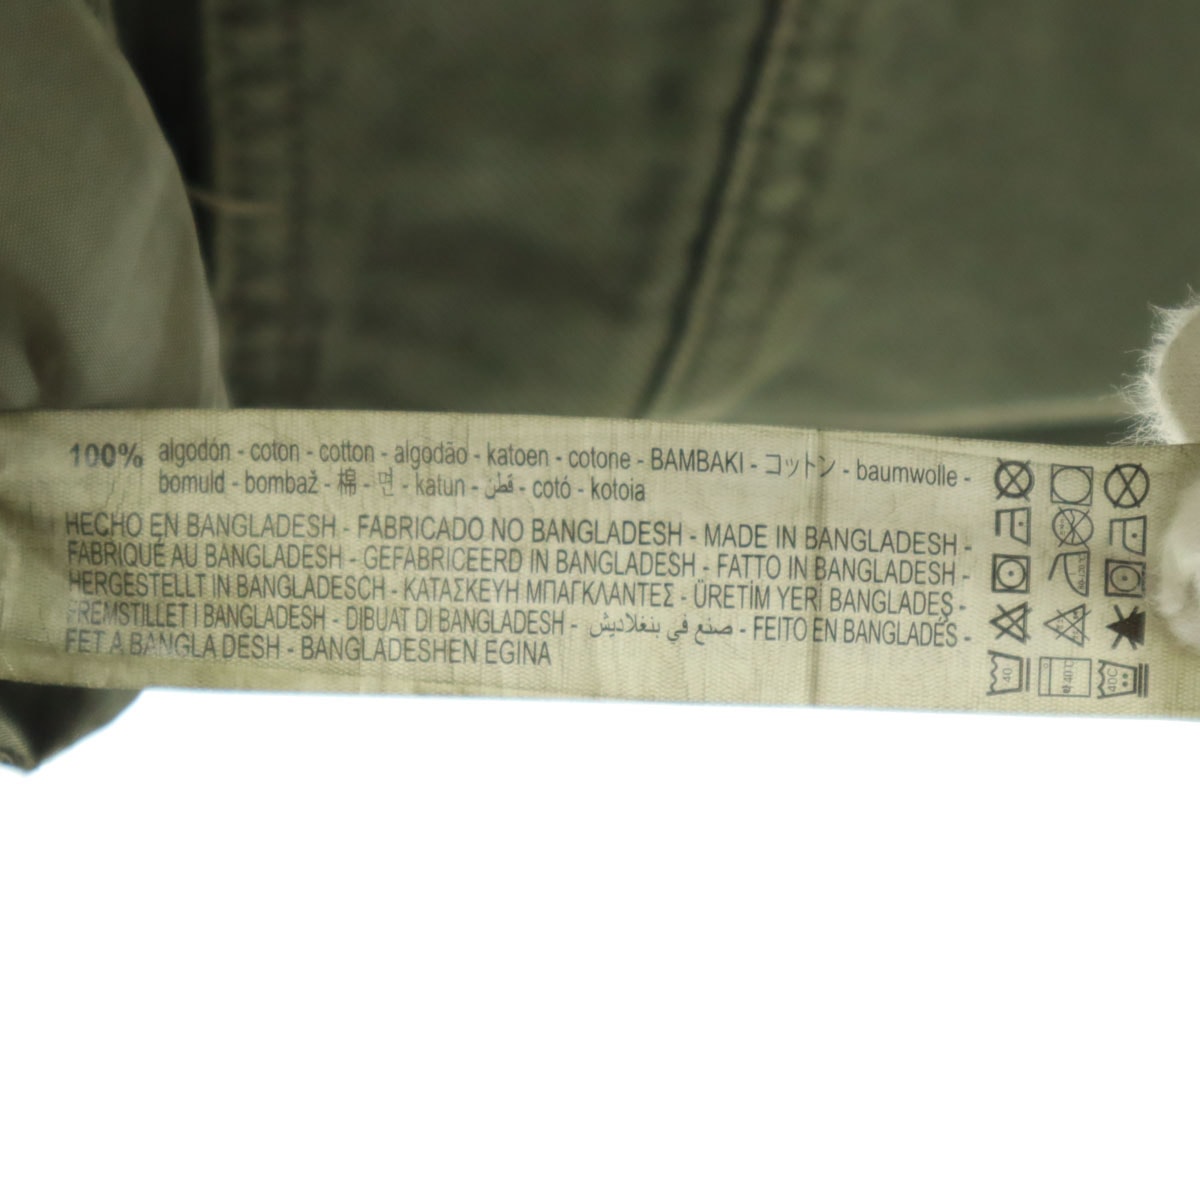 100% algodón - coton - cotton - algodão - katoen - cotone - BAMBAKI - コットン - baumwolle -
bomuld - bombaž - 棉 - 면 - katun - قطن - cotó - kotoia
HECHO EN BANGLADESH - FABRICADO NO BANGLADESH - MADE IN BANGLADESH -
FABRIQUÉ AU BANGLADESH - GEFABRICEERD IN BANGLADESH - FATTO IN BANGLADESH -
HERGESTELLT IN BANGLADESCH - ΚΑΤΑΣΚΕΥΗ ΜΠΑΓΚΛΑΝΤΕΣ - ÜRETİM YERİ BANGLADEŞ -
FREMSTILLET I BANGLADESH - DIBUAT DI BANGLADESH - صنع في بنغلاديش - FEITO EN BANGLADÉS -
FET A BANGLA DESH - BANGLADESHEN EGINA
40
40°C
40C